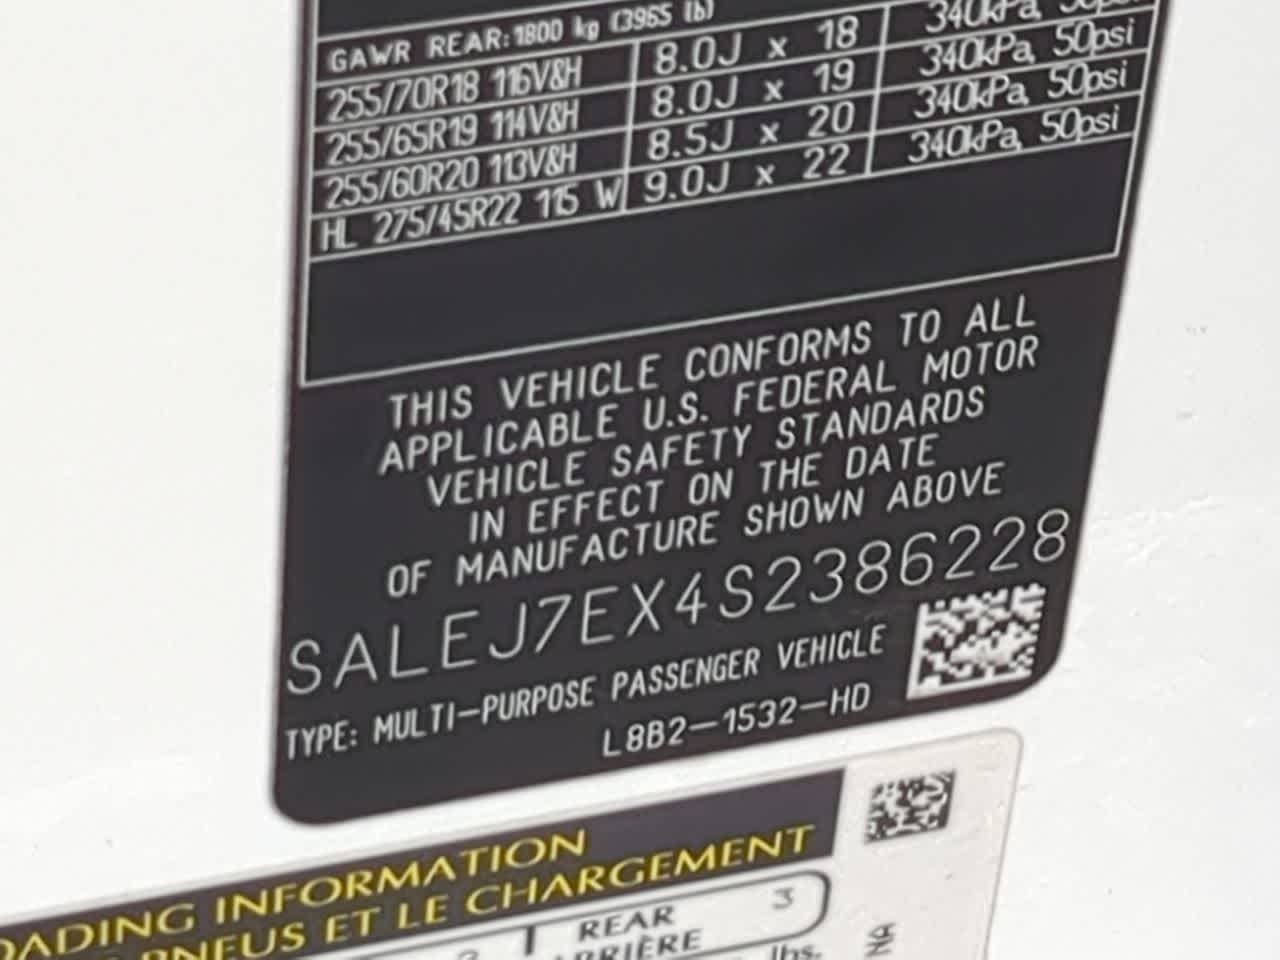 GAWR REAR: 1800 kg (3965 lb)
255/70R18 116V&H 8.0J x 18 340kPa, 50psi
255/65R19 114V&H 8.0J x 19 340kPa, 50psi
255/60R20 113V&H 8.5J x 20 340kPa, 50psi
HL 275/45R22 115 W 9.0J x 22 340kPa, 50psi
THIS VEHICLE CONFORMS TO ALL
APPLICABLE U.S. FEDERAL MOTOR
VEHICLE SAFETY STANDARDS
IN EFFECT ON THE DATE
OF MANUFACTURE SHOWN ABOVE
SALEJ7EX4S2386228
TYPE: MULTI-PURPOSE PASSENGER VEHICLE
L8B2-1532-HD
OADING INFORMATION
PNEUS ET LE CHARGEMENT
2 REAR 3
ARRIÈRE lbs.
NA